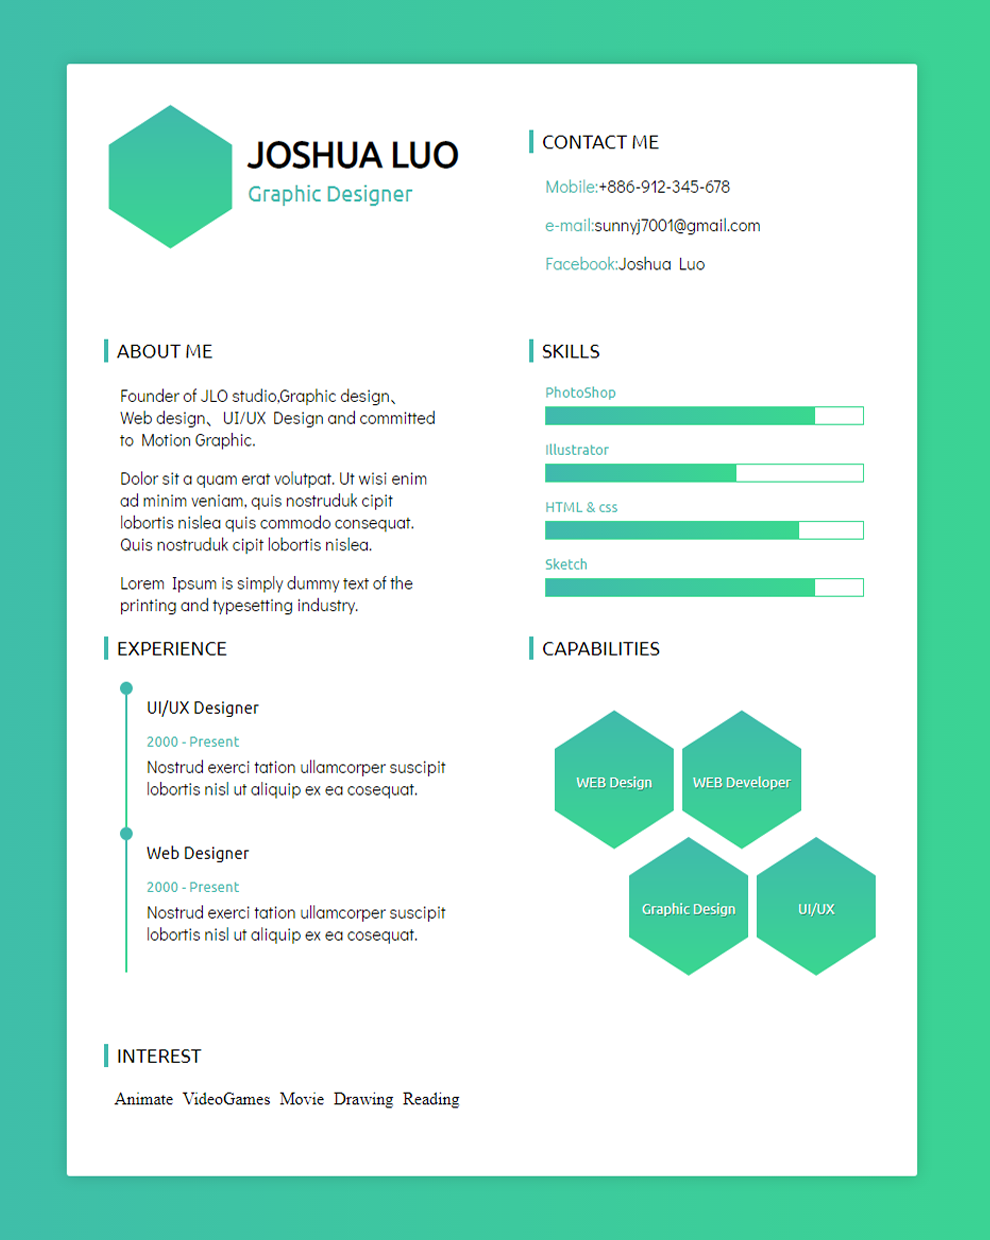 JOSHUA LUO
Graphic Designer
CONTACT ME
Mobile:+886-912-345-678
e-mail:sunnyj7001@gmail.com
Facebook:Joshua Luo
ABOUT ME
Founder of JLO studio,Graphic design、
Web design、UI/UX Design and committed
to Motion Graphic.
Dolor sit a quam erat volutpat. Ut wisi enim
ad minim veniam, quis nostruduk cipit
lobortis nislea quis commodo consequat.
Quis nostruduk cipit lobortis nislea.
Lorem Ipsum is simply dummy text of the
printing and typesetting industry.
SKILLS
PhotoShop
Illustrator
HTML & css
Sketch
EXPERIENCE
UI/UX Designer
2000 - Present
Nostrud exerci tation ullamcorper suscipit
lobortis nisl ut aliquip ex ea cosequat.
Web Designer
2000 - Present
Nostrud exerci tation ullamcorper suscipit
lobortis nisl ut aliquip ex ea cosequat.
CAPABILITIES
WEB Design
WEB Developer
Graphic Design
UI/UX
INTEREST
Animate VideoGames Movie Drawing Reading